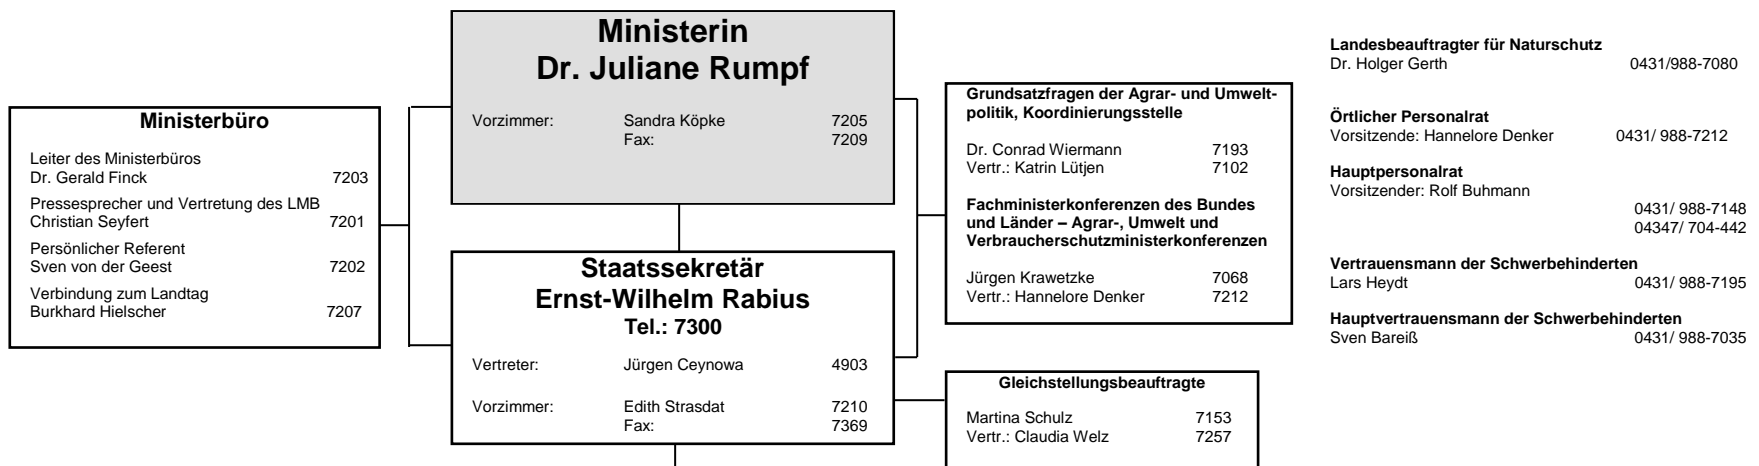 Ministerin
Dr. Juliane Rumpf
Vorzimmer: Sandra Köpke 7205
Fax: 7209
Ministerbüro
Leiter des Ministerbüros
Dr. Gerald Finck 7203
Pressesprecher und Vertretung des LMB
Christian Seyfert 7201
Persönlicher Referent
Sven von der Geest 7202
Verbindung zum Landtag
Burkhard Hielscher 7207
Staatssekretär
Ernst-Wilhelm Rabius
Tel.: 7300
Vertreter: Jürgen Ceynowa 4903
Vorzimmer: Edith Strasdat 7210
Fax: 7369
Grundsatzfragen der Agrar- und Umwelt-
politik, Koordinierungsstelle
Dr. Conrad Wiermann 7193
Vertr.: Katrin Lütjen 7102
Fachministerkonferenzen des Bundes
und Länder – Agrar-, Umwelt und
Verbraucherschutzministerkonferenzen
Jürgen Krawetzke 7068
Vertr.: Hannelore Denker 7212
Gleichstellungsbeauftragte
Martina Schulz 7153
Vertr.: Claudia Welz 7257
Landesbeauftragter für Naturschutz
Dr. Holger Gerth 0431/988-7080
Örtlicher Personalrat
Vorsitzende: Hannelore Denker 0431/ 988-7212
Hauptpersonalrat
Vorsitzender: Rolf Buhmann
0431/ 988-7148
04347/ 704-442
Vertrauensmann der Schwerbehinderten
Lars Heydt 0431/ 988-7195
Hauptvertrauensmann der Schwerbehinderten
Sven Bareiß 0431/ 988-7035